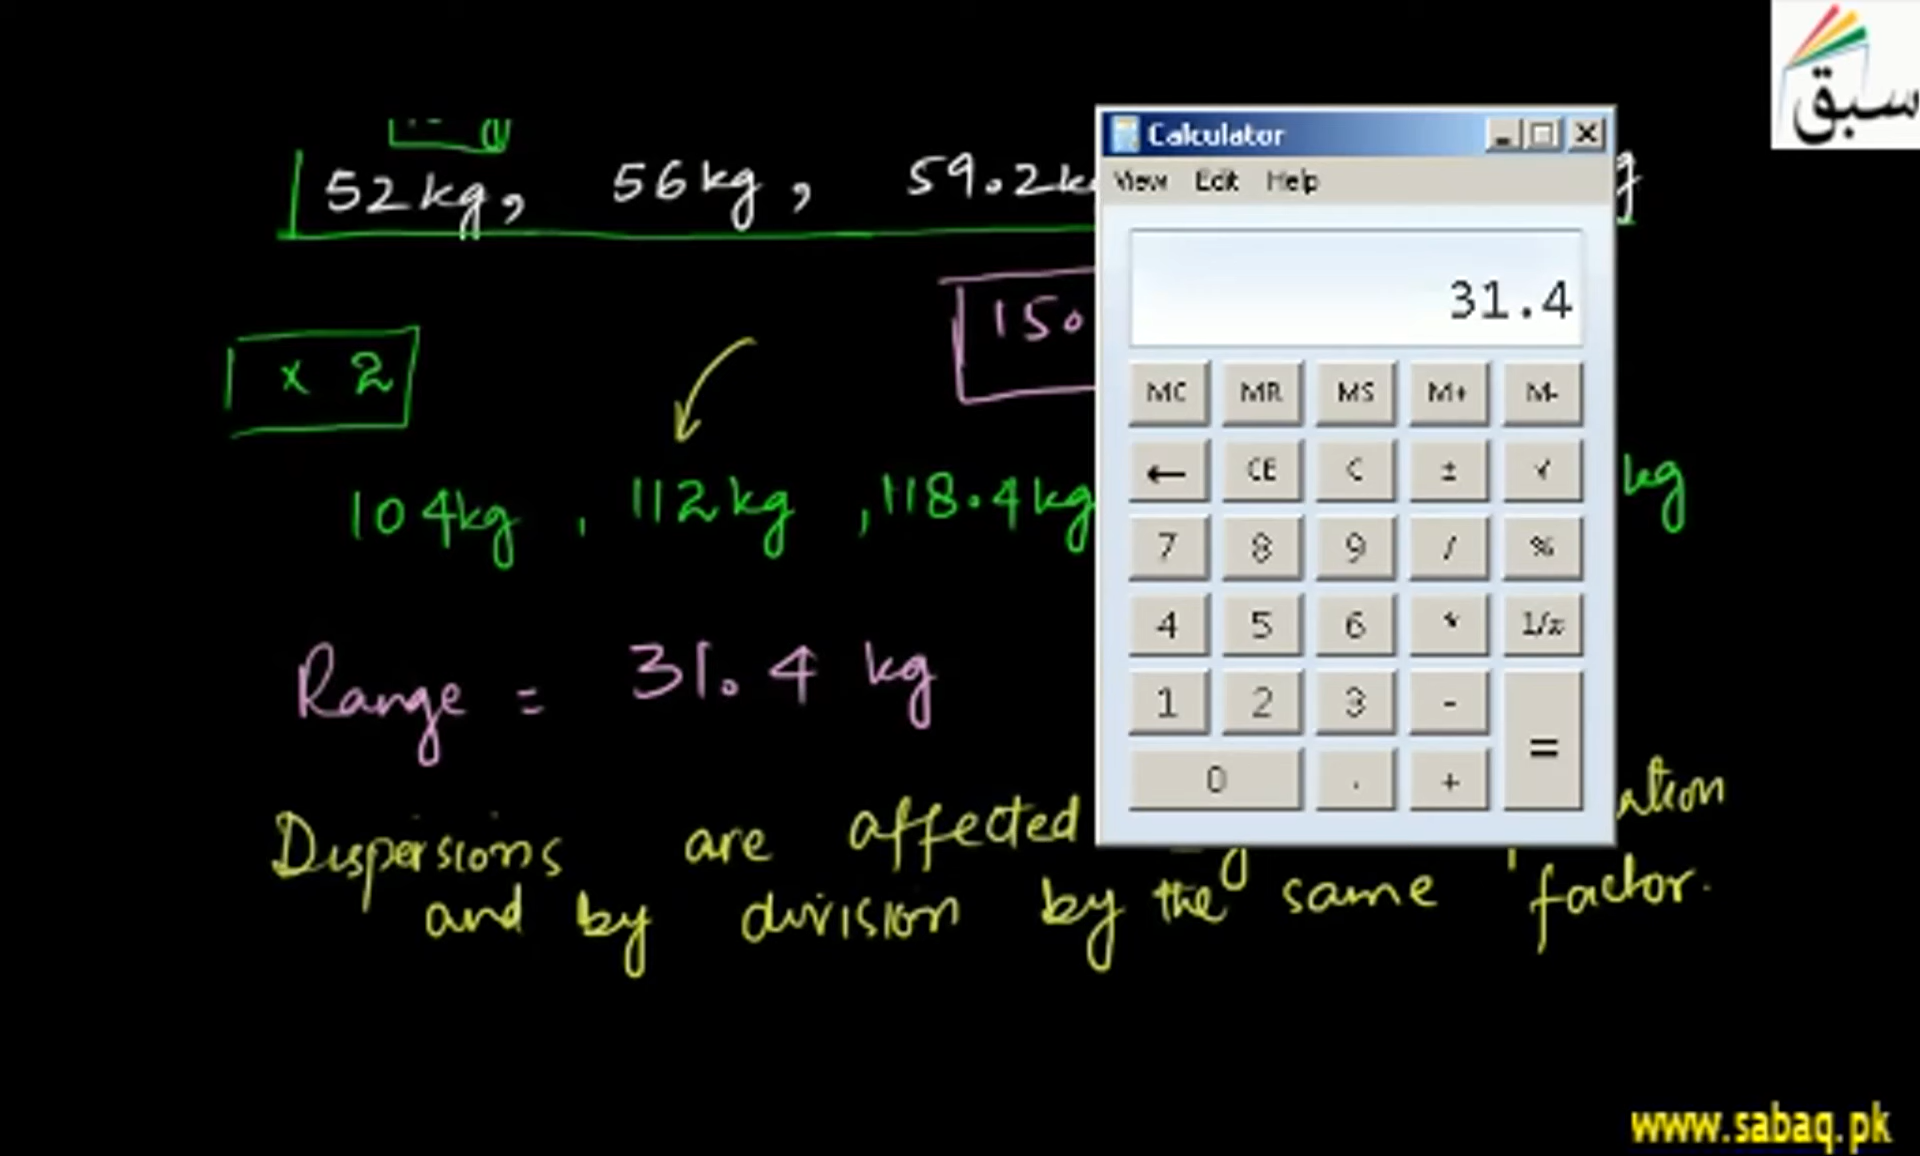 سبق
Calculator
View Edit Help
52kg, 56kg, 59.2k
31.4
150
x 2
MC MR MS M+ M-
← CE C ± √
104kg , 112kg , 118.4kg kg
7 8 9 / %
4 5 6 * 1/x
Range = 31.4 kg
1 2 3 - =
0 . +
Dispersions are affected
and by division by the same factor.
www.sabaq.pk